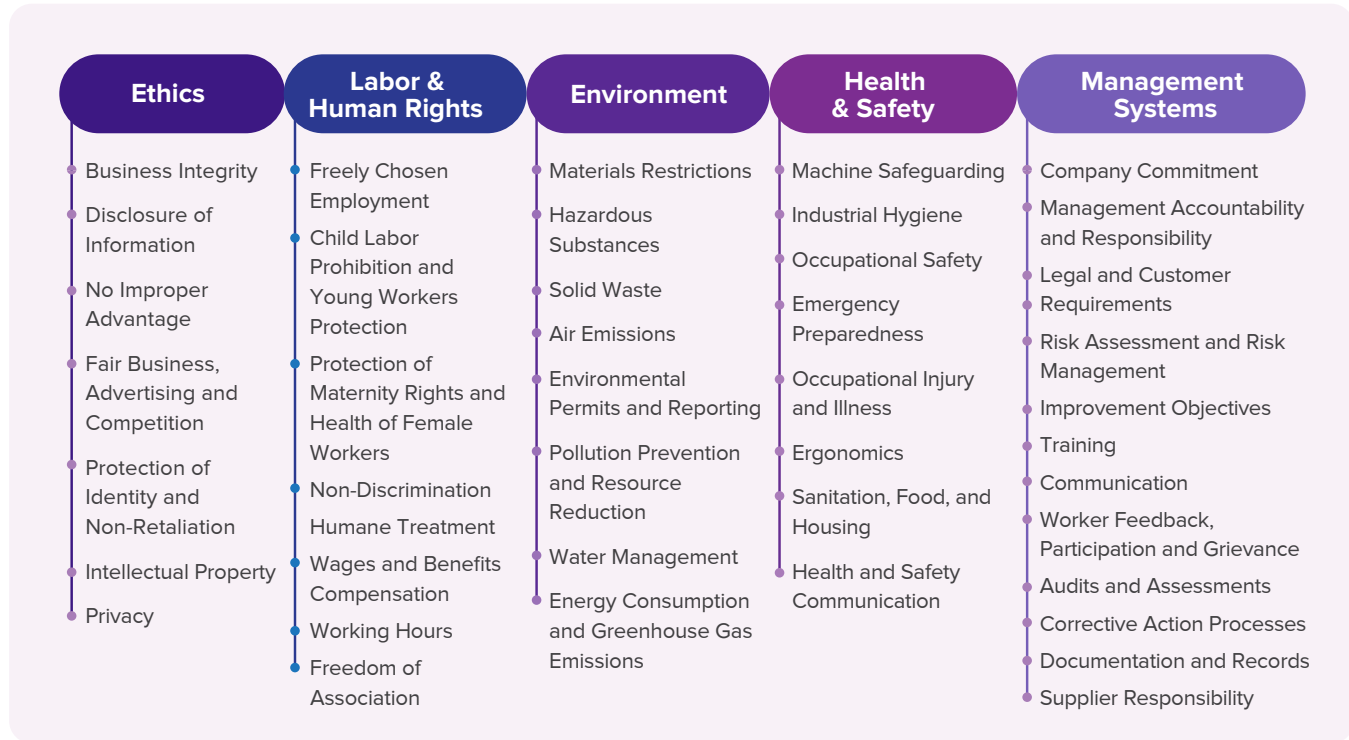 Ethics
Business Integrity
Disclosure of
Information
No Improper
Advantage
Fair Business,
Advertising and
Competition
Protection of
Identity and
Non-Retaliation
Intellectual Property
Privacy
Labor &
Human Rights
Freely Chosen
Employment
Child Labor
Prohibition and
Young Workers
Protection
Protection of
Maternity Rights and
Health of Female
Workers
Non-Discrimination
Humane Treatment
Wages and Benefits
Compensation
Working Hours
Freedom of
Association
Environment
Materials Restrictions
Hazardous
Substances
Solid Waste
Air Emissions
Environmental
Permits and Reporting
Pollution Prevention
and Resource
Reduction
Water Management
Energy Consumption
and Greenhouse Gas
Emissions
Health
& Safety
Machine Safeguarding
Industrial Hygiene
Occupational Safety
Emergency
Preparedness
Occupational Injury
and Illness
Ergonomics
Sanitation, Food, and
Housing
Health and Safety
Communication
Management
Systems
Company Commitment
Management Accountability
and Responsibility
Legal and Customer
Requirements
Risk Assessment and Risk
Management
Improvement Objectives
Training
Communication
Worker Feedback,
Participation and Grievance
Audits and Assessments
Corrective Action Processes
Documentation and Records
Supplier Responsibility